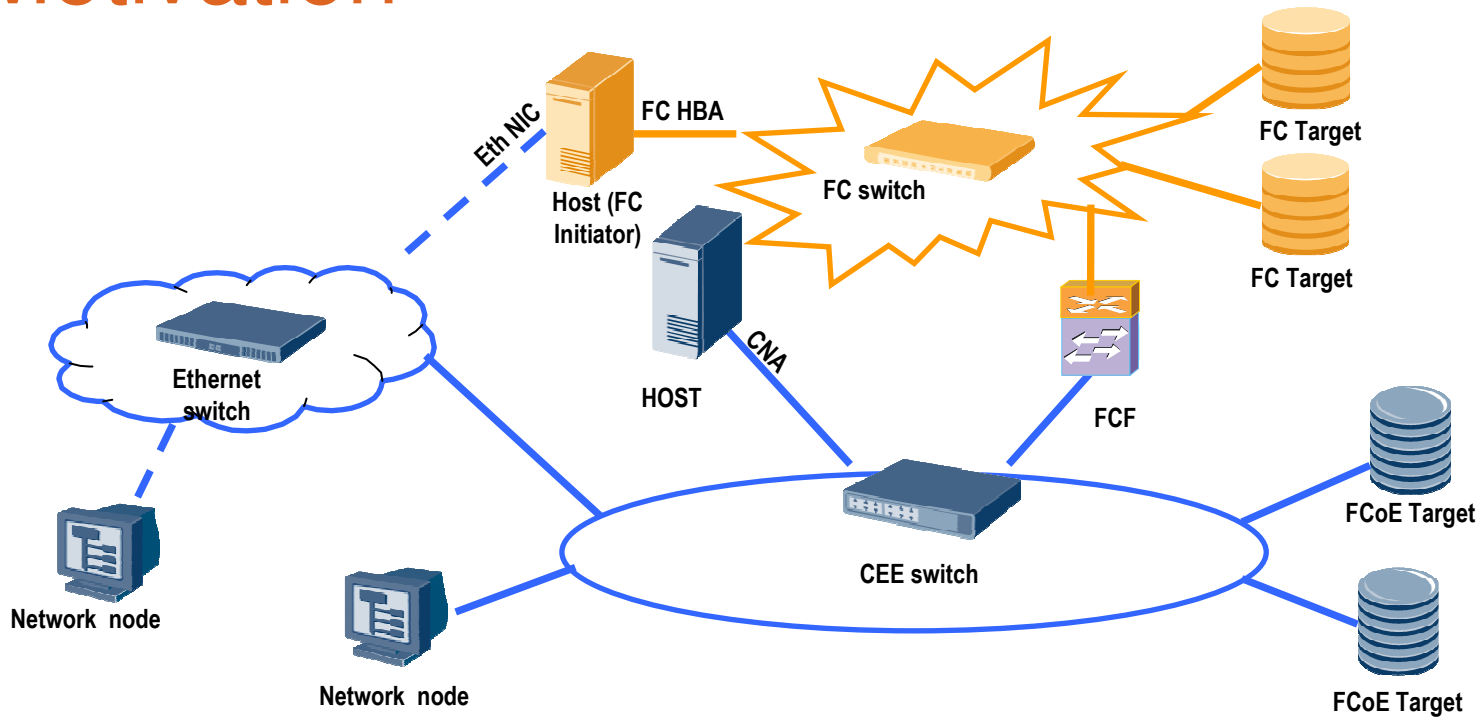 Motivation
Eth NIC
FC HBA
FC Target
FC switch
Host (FC
Initiator)
FC Target
CNA
Ethernet
switch
HOST
FCF
FCoE Target
CEE switch
Network node
Network node
FCoE Target